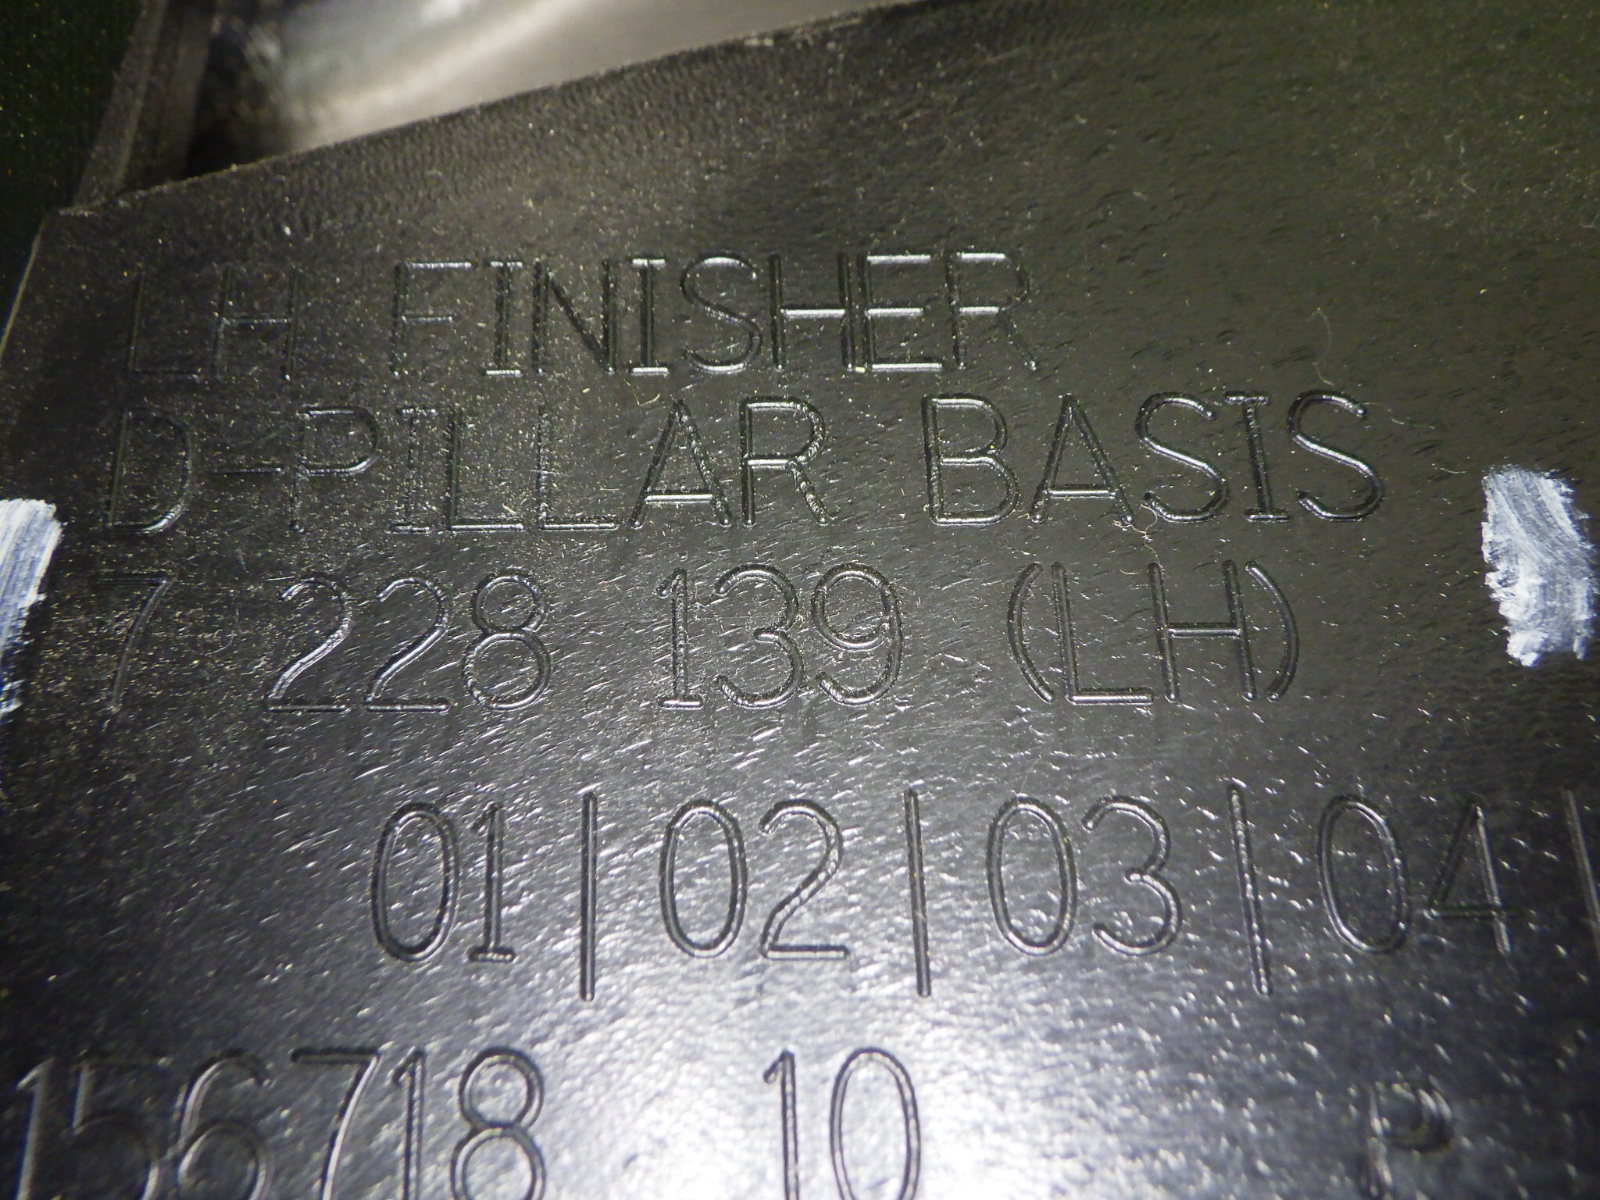 LH FINISHER
D-PILLAR BASIS
7 228 139 (LH)
01|02|03|04|
156718 10 P